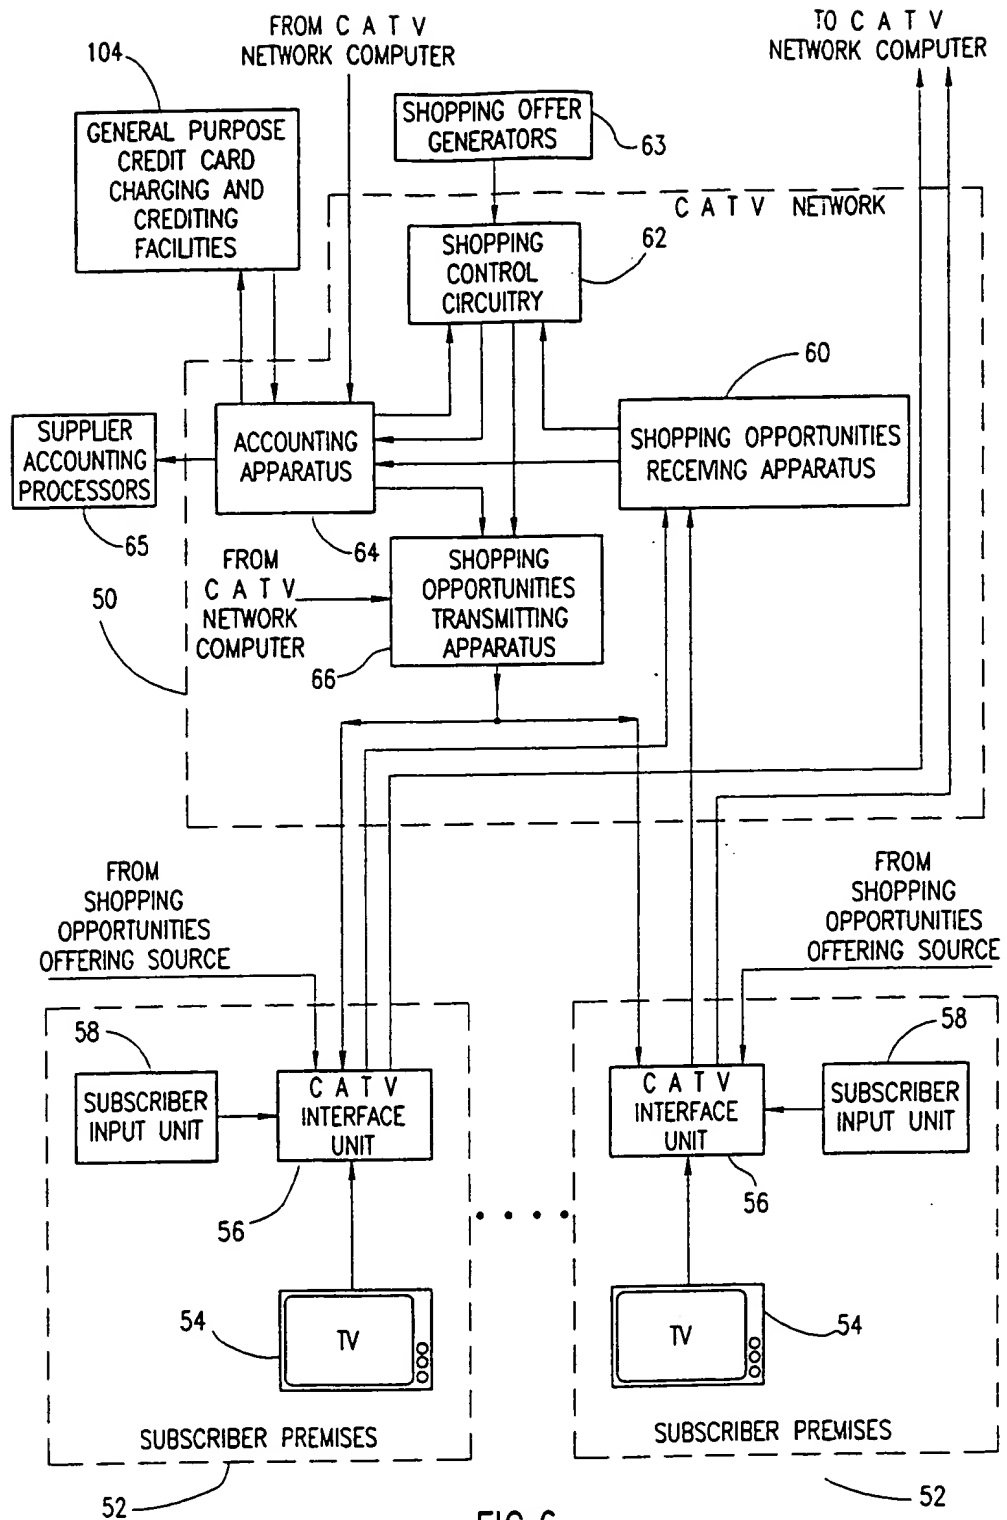 FROM C A T V
NETWORK COMPUTER
TO C A T V
NETWORK COMPUTER
104
GENERAL PURPOSE
CREDIT CARD
CHARGING AND
CREDITING
FACILITIES
SHOPPING OFFER
GENERATORS
63
C A T V NETWORK
SHOPPING
CONTROL
CIRCUITRY
62
60
SUPPLIER
ACCOUNTING
PROCESSORS
65
ACCOUNTING
APPARATUS
64
SHOPPING OPPORTUNITIES
RECEIVING APPARATUS
50
FROM
C A T V
NETWORK
COMPUTER
SHOPPING
OPPORTUNITIES
TRANSMITTING
APPARATUS
66
FROM
SHOPPING
OPPORTUNITIES
OFFERING SOURCE
FROM
SHOPPING
OPPORTUNITIES
OFFERING SOURCE
58
SUBSCRIBER
INPUT UNIT
C A T V
INTERFACE
UNIT
56
54
TV
SUBSCRIBER PREMISES
52
C A T V
INTERFACE
UNIT
56
58
SUBSCRIBER
INPUT UNIT
TV
54
SUBSCRIBER PREMISES
52
FIG.6